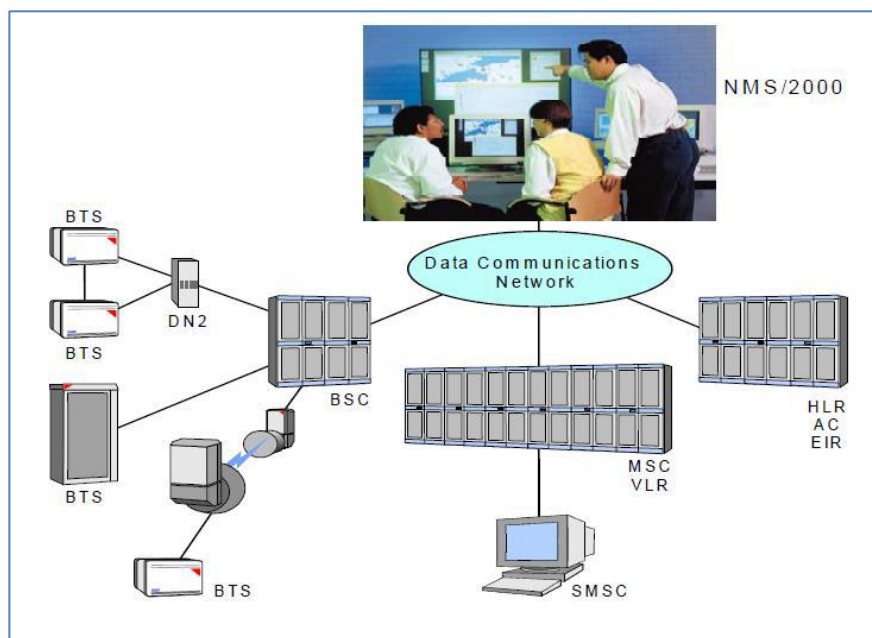 NMS/2000
BTS
Data Communications
Network
BTS
DN2
BSC
HLR
AC
EIR
MSC
VLR
BTS
BTS
SMSC